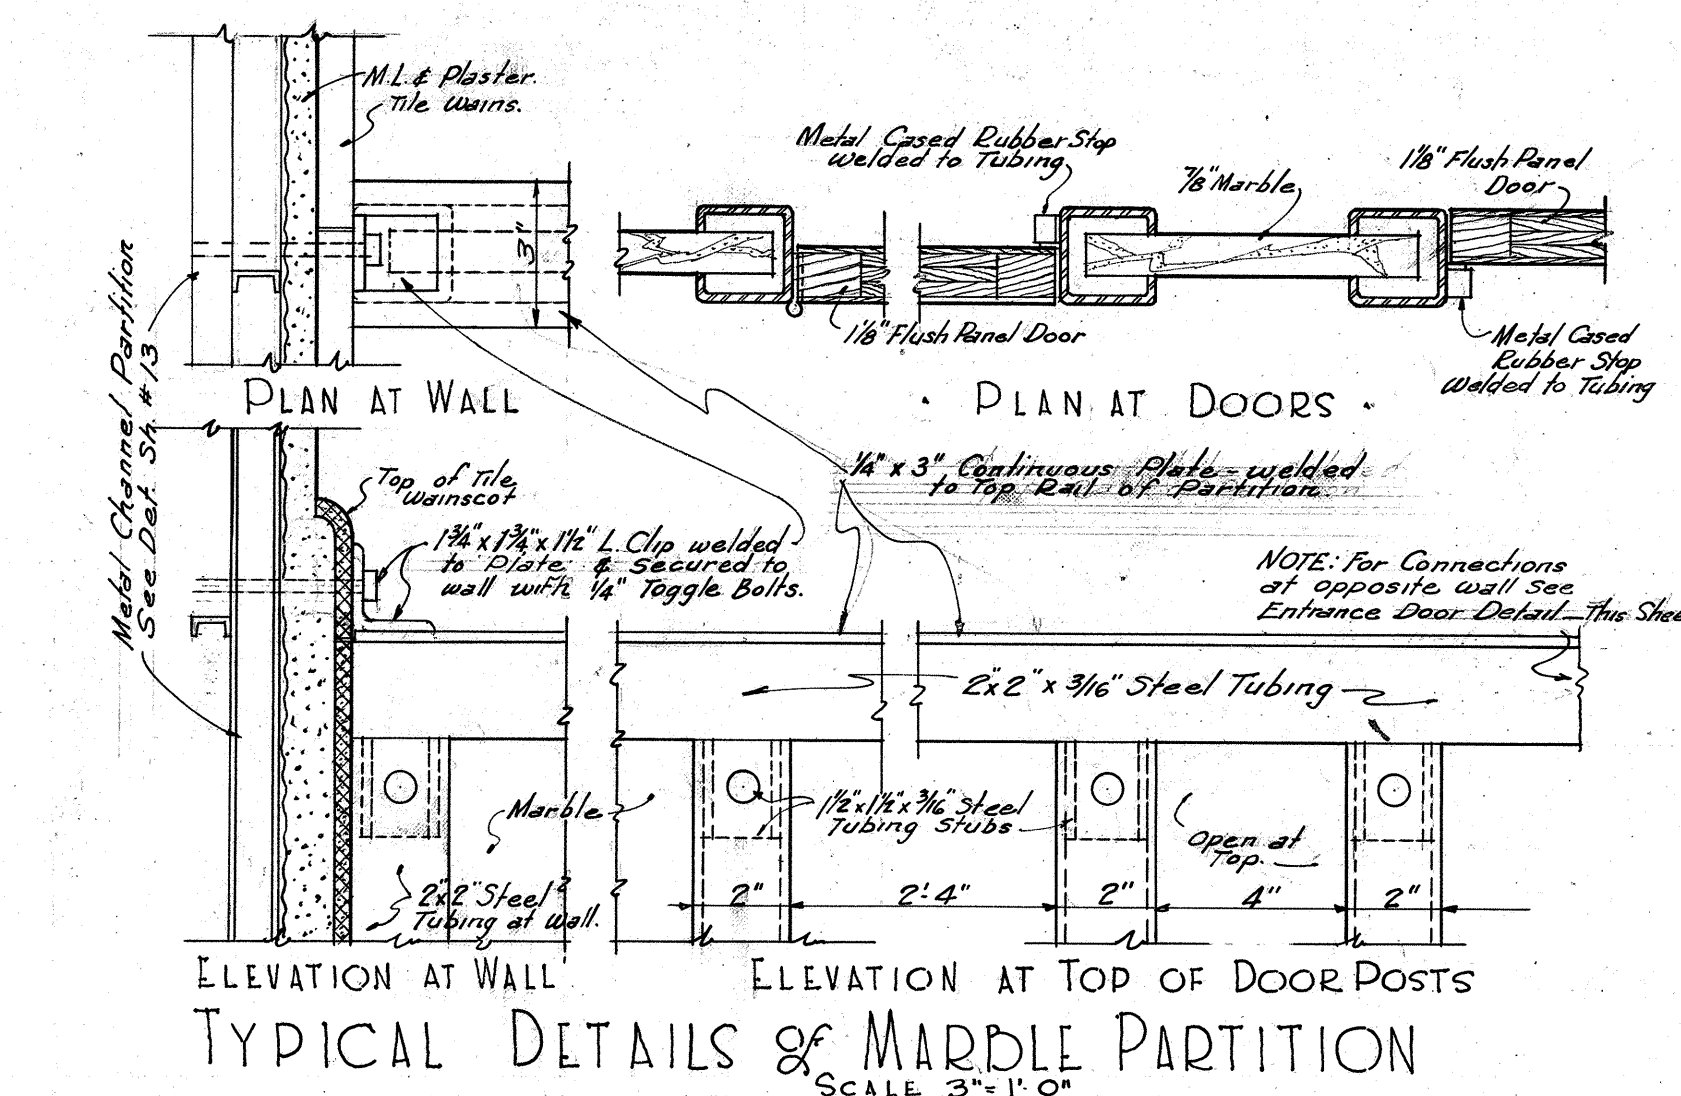 M.L. & Plaster.
Tile Wains.
3"
Metal Channel Partition
See Det. Sh. #13
PLAN AT WALL
Metal Cased Rubber Stop
welded to Tubing
7/8" Marble
1 1/8" Flush Panel
Door
1 1/8" Flush Panel Door
Metal Cased
Rubber Stop
welded to Tubing
PLAN AT DOORS
1/4" x 3" Continuous Plate - welded
to Top Rail of Partition.
Top of Tile
Wainscot
1 3/4" x 1 3/4" x 1 1/2" L Clip welded
to Plate & Secured to
wall with 1/4" Toggle Bolts.
NOTE: For Connections
at opposite wall See
Entrance Door Detail This Shee
2" x 2" x 3/16" Steel Tubing
Marble
1 1/2" x 1 1/2" x 3/16" Steel
Tubing Stubs
Open at
Top.
2" x 2" Steel
Tubing at wall.
2" 2'-4" 2" 4" 2"
ELEVATION AT WALL
ELEVATION AT TOP OF DOOR POSTS
TYPICAL DETAILS of MARBLE PARTITION
SCALE 3" = 1'-0"